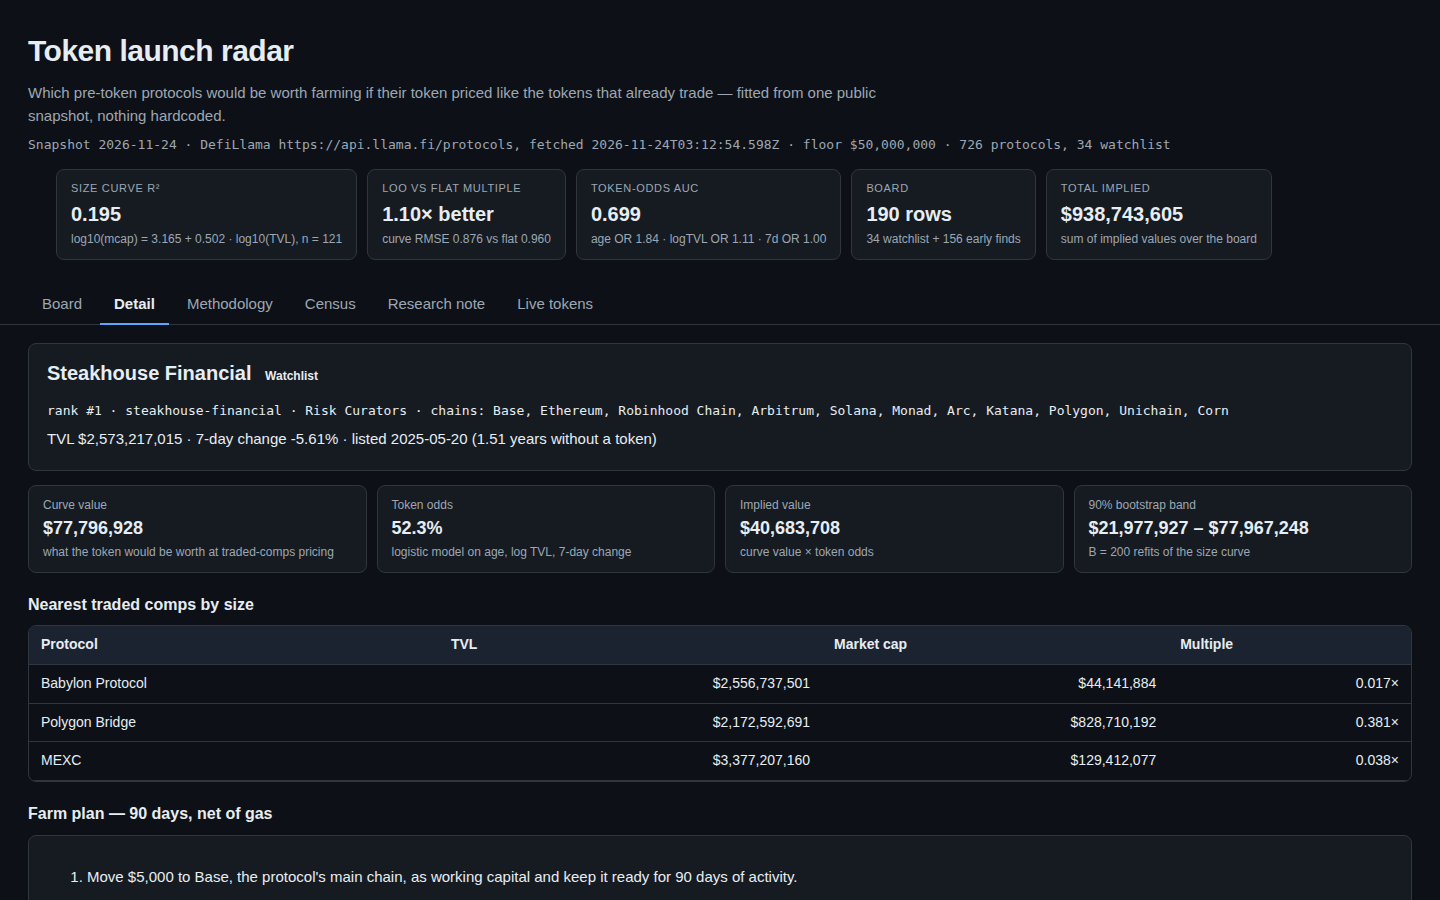 Token launch radar
Which pre-token protocols would be worth farming if their token priced like the tokens that already trade — fitted from one public
snapshot, nothing hardcoded.
Snapshot 2026-11-24 · DefiLlama https://api.llama.fi/protocols, fetched 2026-11-24T03:12:54.598Z · floor $50,000,000 · 726 protocols, 34 watchlist
SIZE CURVE R²
0.195
log10(mcap) = 3.165 + 0.502 · log10(TVL), n = 121
LOO VS FLAT MULTIPLE
1.10× better
curve RMSE 0.876 vs flat 0.960
TOKEN-ODDS AUC
0.699
age OR 1.84 · logTVL OR 1.11 · 7d OR 1.00
BOARD
190 rows
34 watchlist + 156 early finds
TOTAL IMPLIED
$938,743,605
sum of implied values over the board
Board Detail Methodology Census Research note Live tokens
Steakhouse Financial Watchlist
rank #1 · steakhouse-financial · Risk Curators · chains: Base, Ethereum, Robinhood Chain, Arbitrum, Solana, Monad, Arc, Katana, Polygon, Unichain, Corn
TVL $2,573,217,015 · 7-day change -5.61% · listed 2025-05-20 (1.51 years without a token)
Curve value
$77,796,928
what the token would be worth at traded-comps pricing
Token odds
52.3%
logistic model on age, log TVL, 7-day change
Implied value
$40,683,708
curve value × token odds
90% bootstrap band
$21,977,927 – $77,967,248
B = 200 refits of the size curve
Nearest traded comps by size
Protocol TVL Market cap Multiple
Babylon Protocol $2,556,737,501 $44,141,884 0.017×
Polygon Bridge $2,172,592,691 $828,710,192 0.381×
MEXC $3,377,207,160 $129,412,077 0.038×
Farm plan — 90 days, net of gas
1. Move $5,000 to Base, the protocol's main chain, as working capital and keep it ready for 90 days of activity.